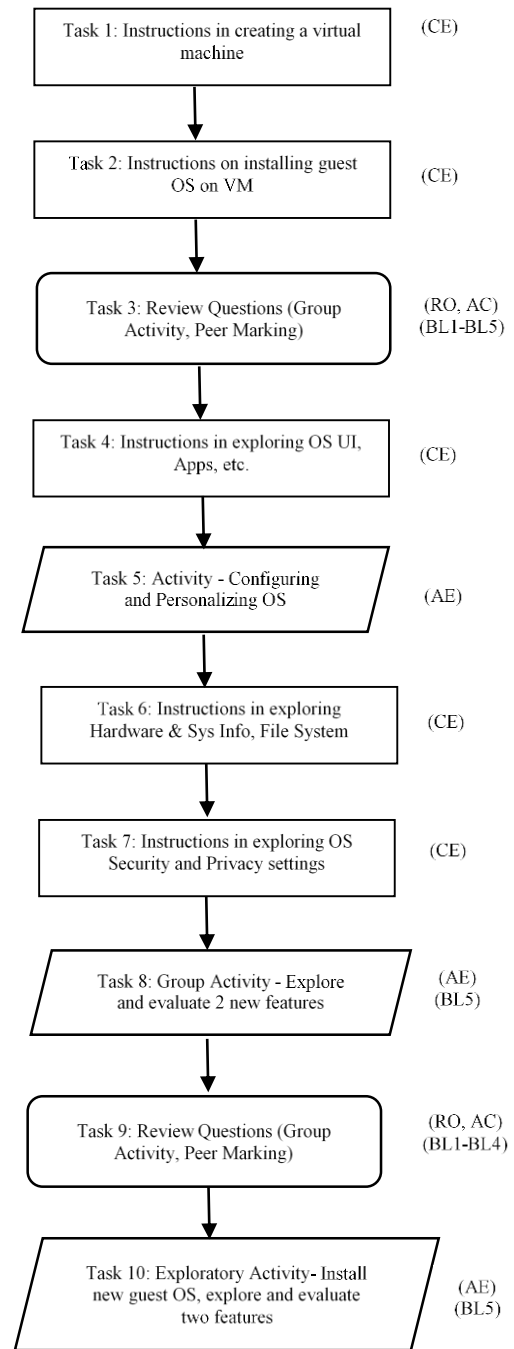 Task 1: Instructions in creating a virtual
machine
(CE)
Task 2: Instructions on installing guest
OS on VM
(CE)
Task 3: Review Questions (Group
Activity, Peer Marking)
(RO, AC)
(BL1-BL5)
Task 4: Instructions in exploring OS UI,
Apps, etc.
(CE)
Task 5: Activity - Configuring
and Personalizing OS
(AE)
Task 6: Instructions in exploring
Hardware & Sys Info, File System
(CE)
Task 7: Instructions in exploring OS
Security and Privacy settings
(CE)
Task 8: Group Activity - Explore
and evaluate 2 new features
(AE)
(BL5)
Task 9: Review Questions (Group
Activity, Peer Marking)
(RO, AC)
(BL1-BL4)
Task 10: Exploratory Activity- Install
new guest OS, explore and evaluate
two features
(AE)
(BL5)